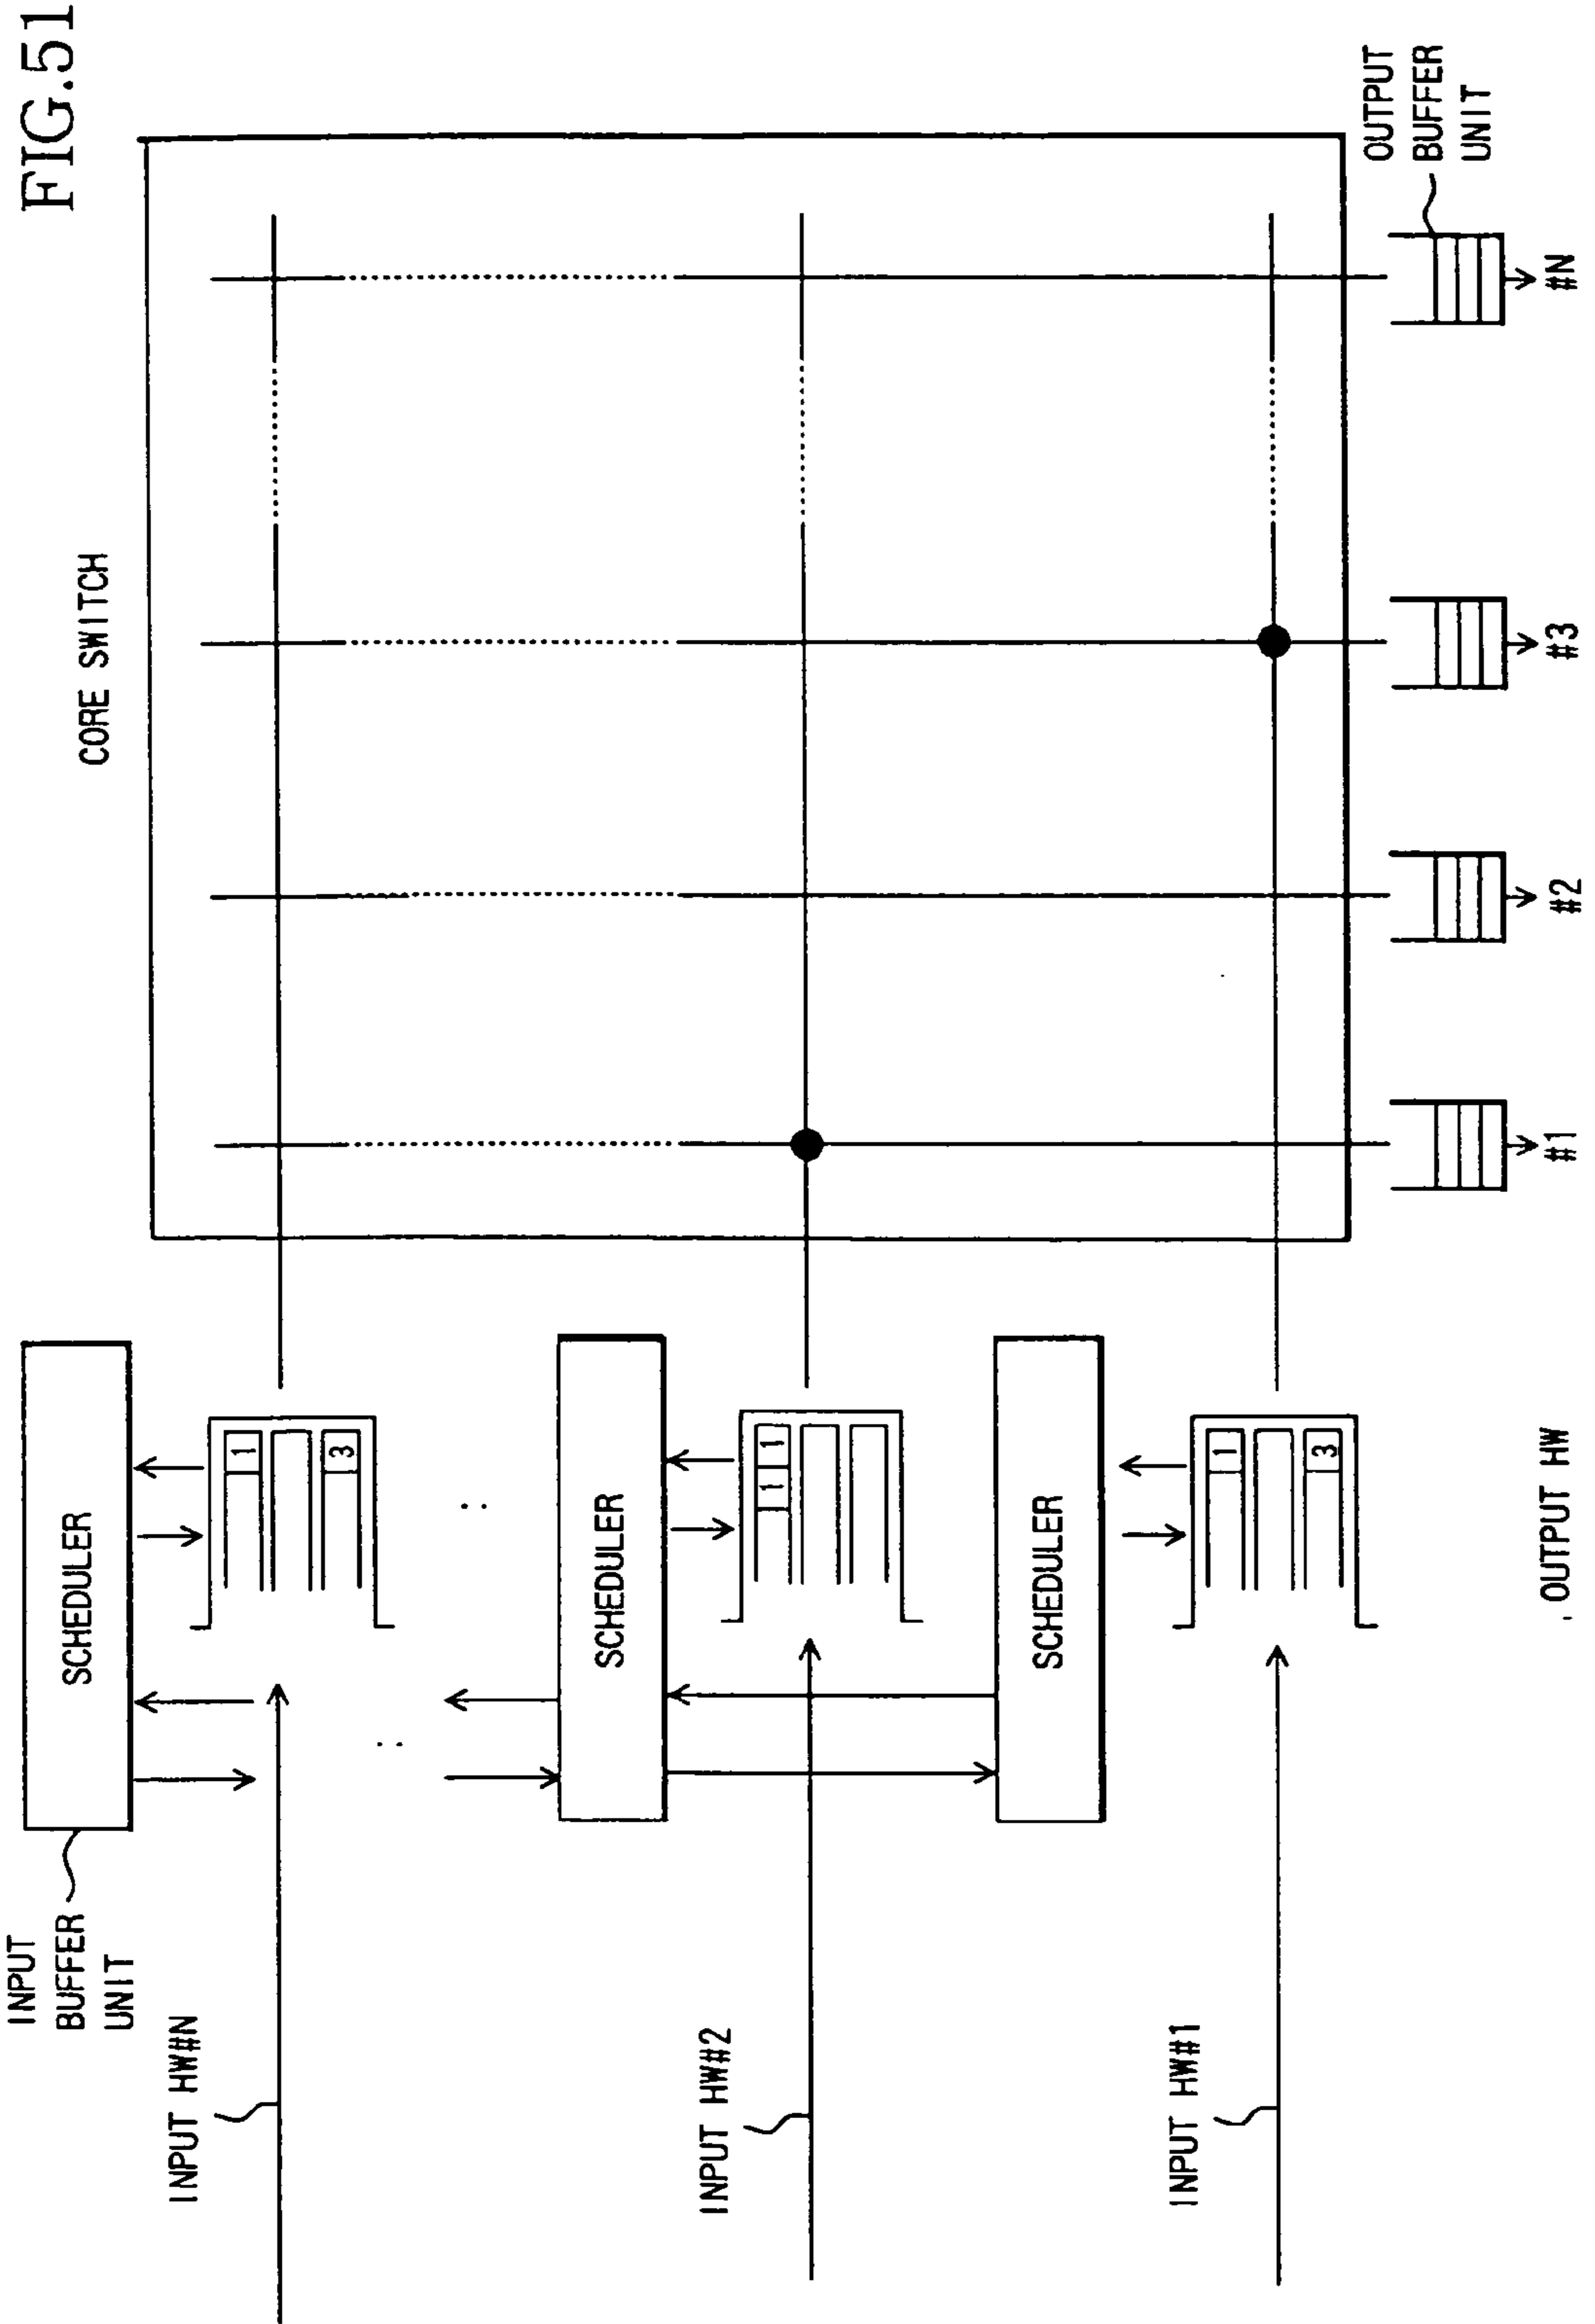 FIG.51
CORE SWITCH
INPUT
BUFFER
UNIT
SCHEDULER
INPUT HW#N
1
3
SCHEDULER
INPUT HW#2
1 1
SCHEDULER
INPUT HW#1
1
3
OUTPUT
BUFFER
UNIT
OUTPUT HW
#1
#2
#3
#N